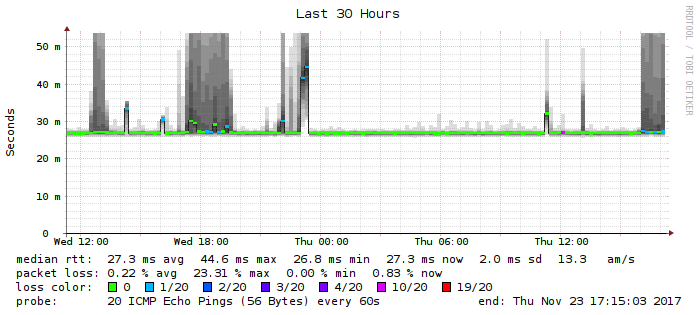 Last 30 Hours
RRDTOOL / TOBI OETIKER
Seconds
50 m
40 m
30 m
20 m
10 m
0
Wed 12:00 Wed 18:00 Thu 00:00 Thu 06:00 Thu 12:00
median rtt: 27.3 ms avg 44.6 ms max 26.8 ms min 27.3 ms now 2.0 ms sd 13.3 am/s
packet loss: 0.22 % avg 23.31 % max 0.00 % min 0.83 % now
loss color: 0 1/20 2/20 3/20 4/20 10/20 19/20
probe: 20 ICMP Echo Pings (56 Bytes) every 60s end: Thu Nov 23 17:15:03 2017